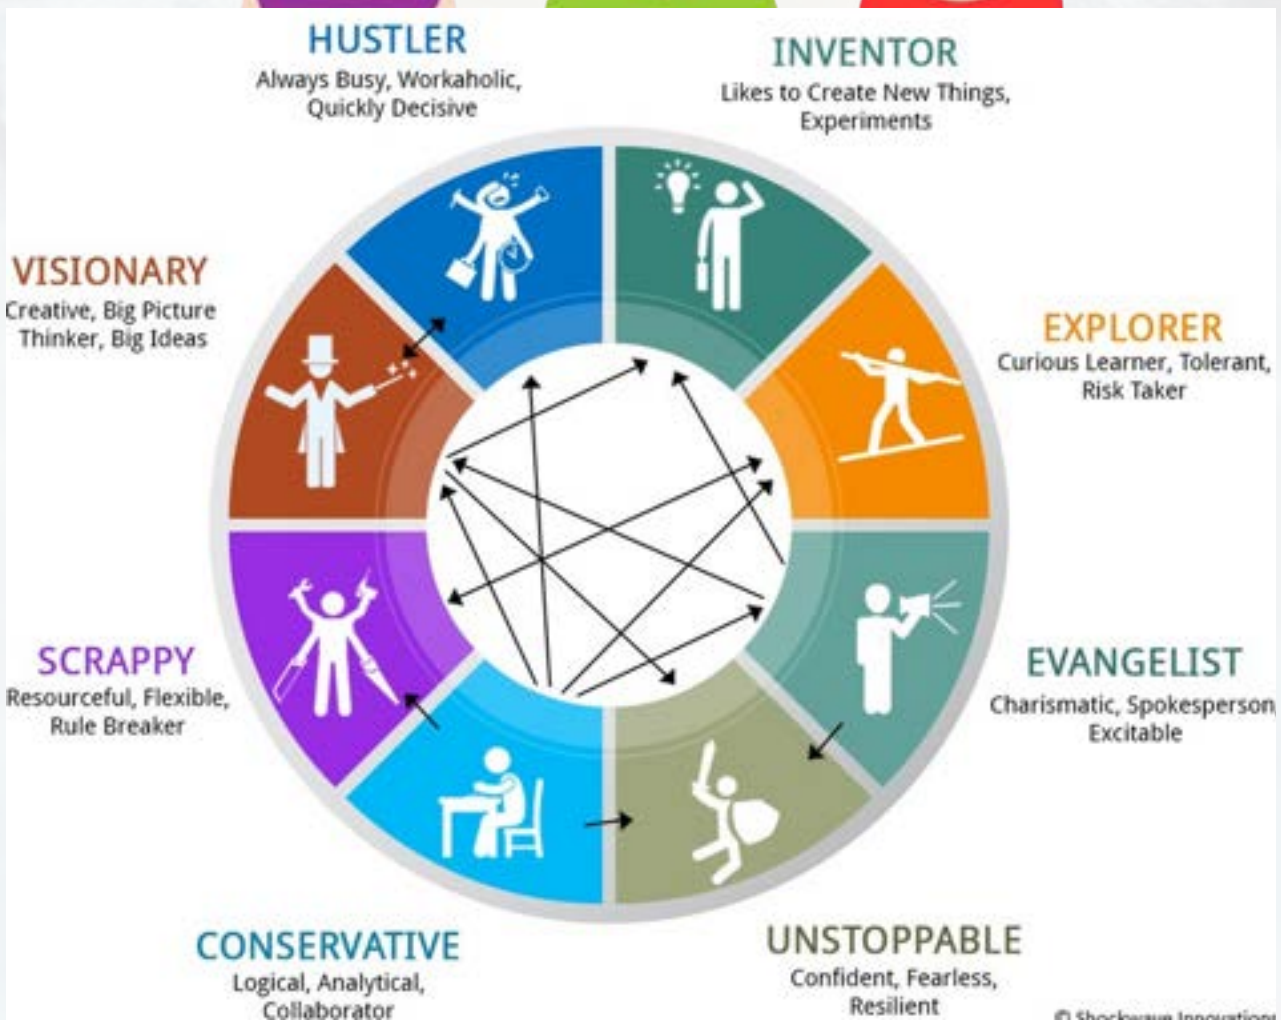 HUSTLER
Always Busy, Workaholic,
Quickly Decisive
INVENTOR
Likes to Create New Things,
Experiments
VISIONARY
Creative, Big Picture
Thinker, Big Ideas
EXPLORER
Curious Learner, Tolerant,
Risk Taker
SCRAPPY
Resourceful, Flexible,
Rule Breaker
EVANGELIST
Charismatic, Spokesperson
Excitable
CONSERVATIVE
Logical, Analytical,
Collaborator
UNSTOPPABLE
Confident, Fearless,
Resilient
© Shockwave Innovations